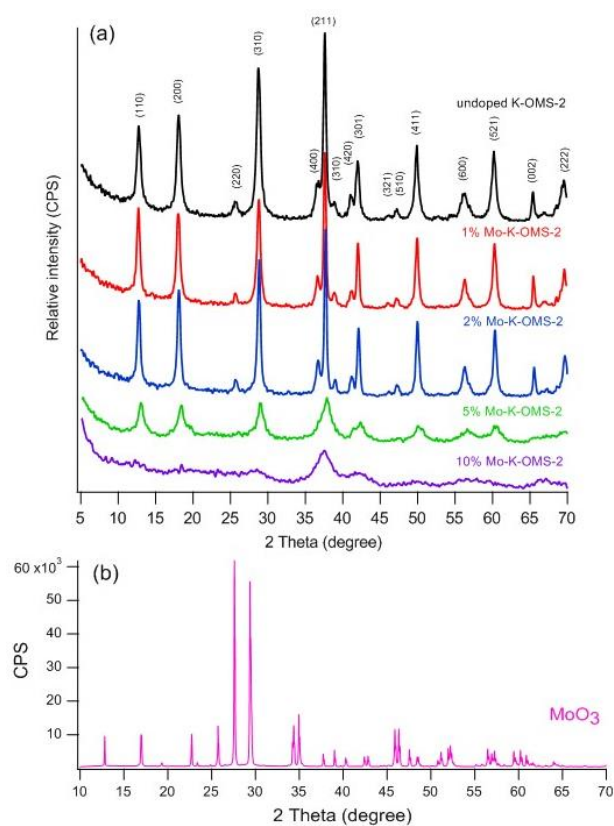 (a)
(211)
(310)
undoped K-OMS-2
(200)
(110)
(521)
(411)
(301)
(420)
(400)
(310)
(222)
(002)
(600)
(220)
(321)
(510)
1% Mo-K-OMS-2
2% Mo-K-OMS-2
5% Mo-K-OMS-2
10% Mo-K-OMS-2
Relative intensity (CPS)
5 10 15 20 25 30 35 40 45 50 55 60 65 70
2 Theta (degree)
(b)
60 x10³
50
40
30
20
10
CPS
MoO₃
10 15 20 25 30 35 40 45 50 55 60 65 70
2 Theta (degree)